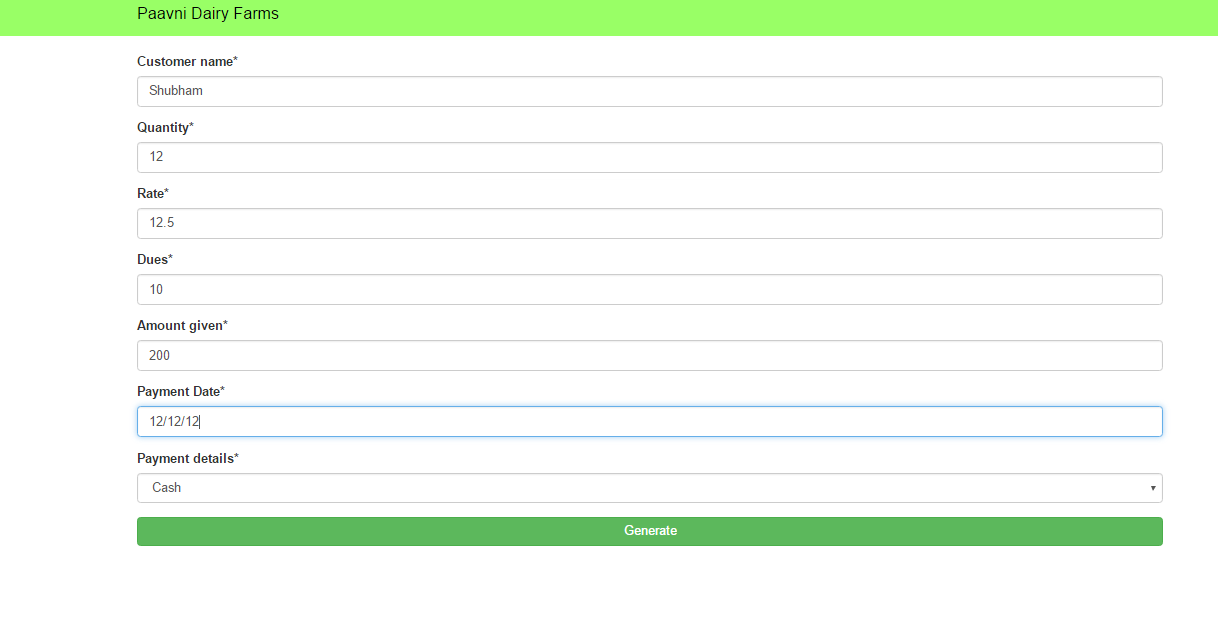 Paavni Dairy Farms
Customer name*
Shubham
Quantity*
12
Rate*
12.5
Dues*
10
Amount given*
200
Payment Date*
12/12/12
Payment details*
Cash
Generate